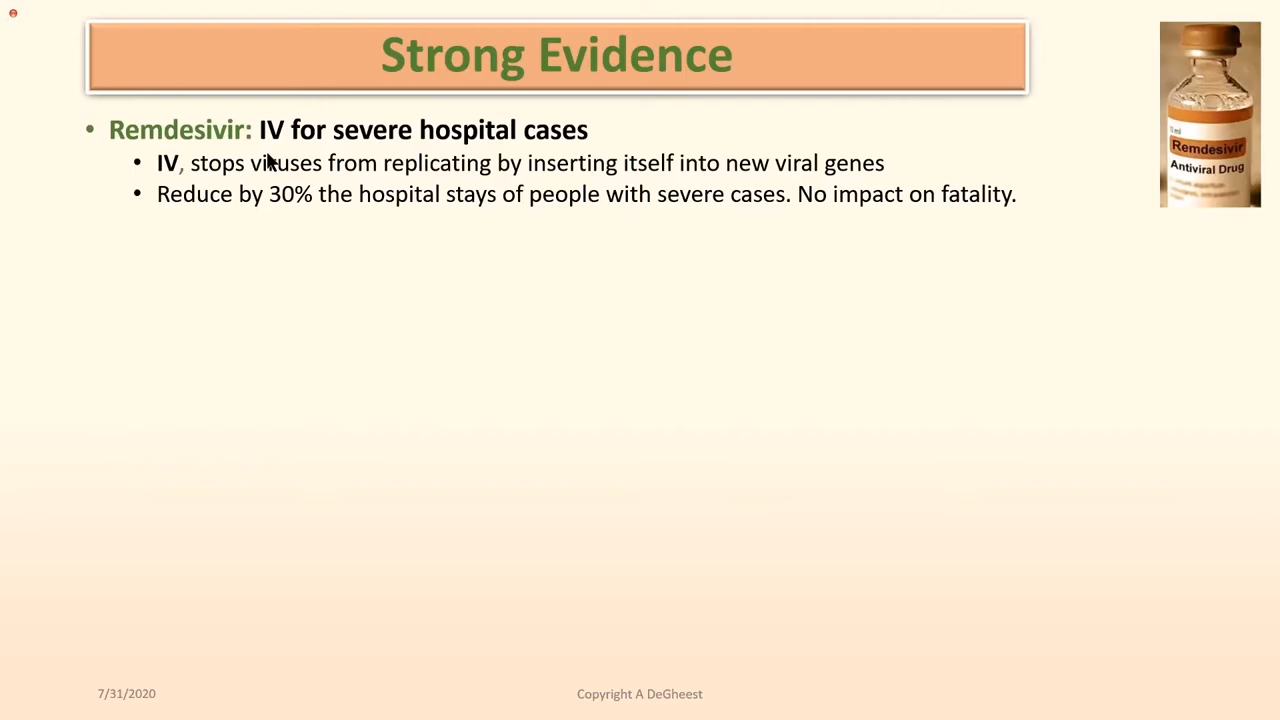 Strong Evidence
• Remdesivir: IV for severe hospital cases
• IV, stops viruses from replicating by inserting itself into new viral genes
• Reduce by 30% the hospital stays of people with severe cases. No impact on fatality.
Remdesivir
Antiviral Drug
7/31/2020
Copyright A DeGheest